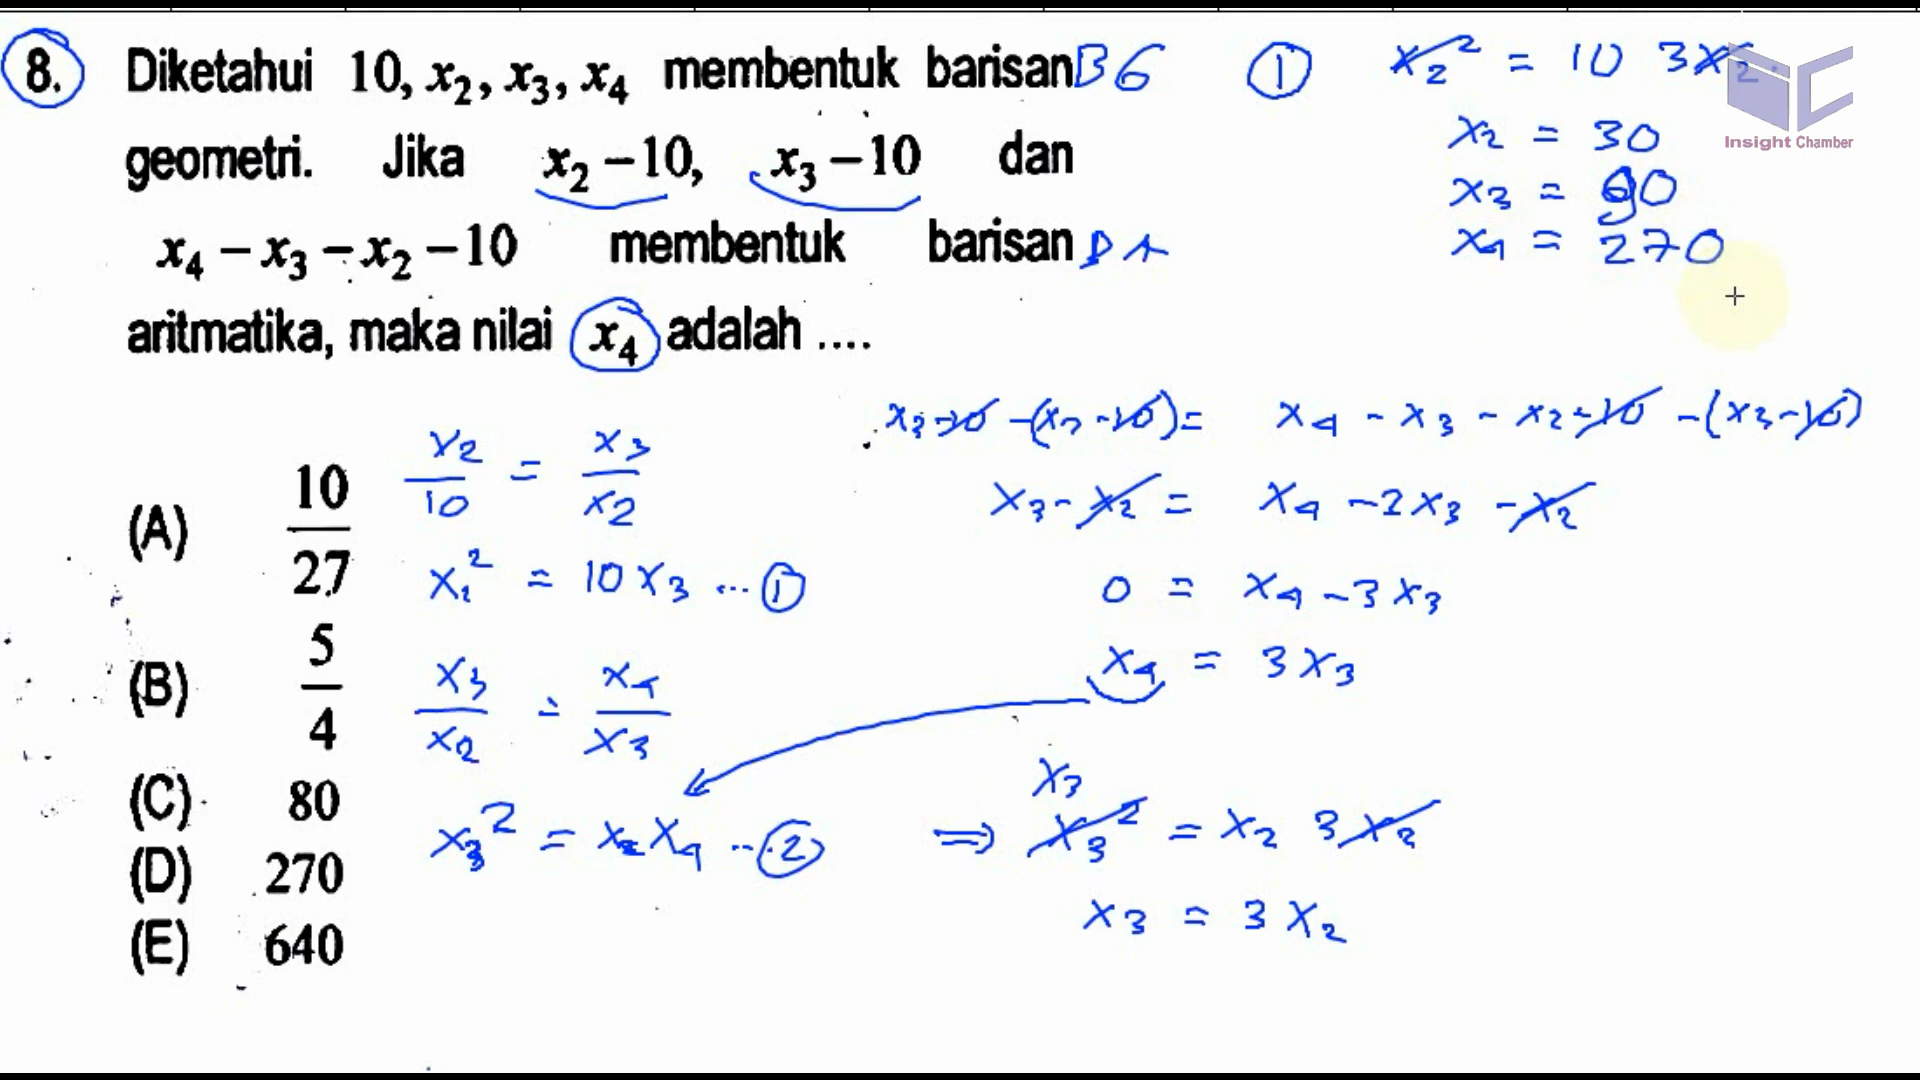 8. Diketahui 10, x₂, x₃, x₄ membentuk barisan BG
geometri. Jika x₂ − 10, x₃ − 10 dan
x₄ − x₃ − x₂ − 10 membentuk barisan BA
aritmatika, maka nilai x₄ adalah ....
(A) 10/27
(B) 5/4
(C) 80
(D) 270
(E) 640
x₂/10 = x₃/x₂
x₂² = 10x₃ ... ①
x₃/x₂ = x₄/x₃
x₃² = x₂x₄ ... ②
① x₂² = 10 3x₂
x₂ = 30
x₃ = 90
x₄ = 270
Insight Chamber
x₃ - 10 - (x₂ - 10) = x₄ - x₃ - x₂ - 10 - (x₃ - 10)
x₃ - x₂ = x₄ - 2x₃ - x₂
0 = x₄ - 3x₃
x₄ = 3x₃
x₃
⇒ x₃² = x₂ 3x₃
x₃ = 3x₂